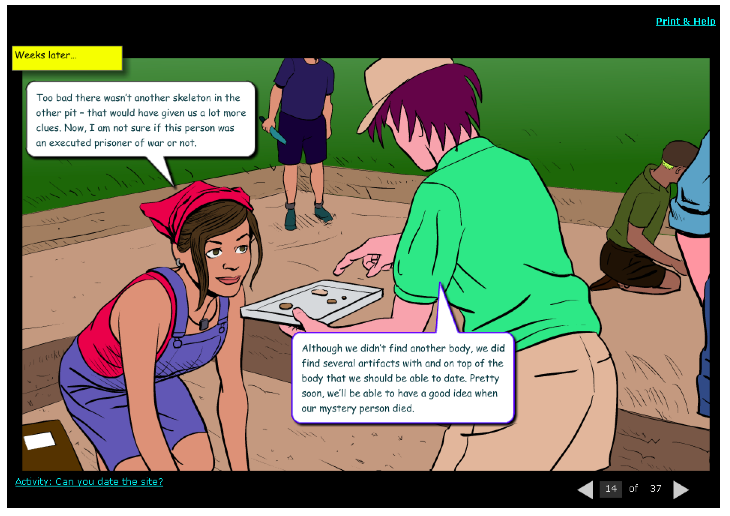 Print & Help
Weeks later...
Too bad there wasn't another skeleton in the
other pit – that would have given us a lot more
clues. Now, I am not sure if this person was
an executed prisoner of war or not.
Although we didn't find another body, we did
find several artifacts with and on top of the
body that we should be able to date. Pretty
soon, we'll be able to have a good idea when
our mystery person died.
Activity: Can you date the site?
14 of 37